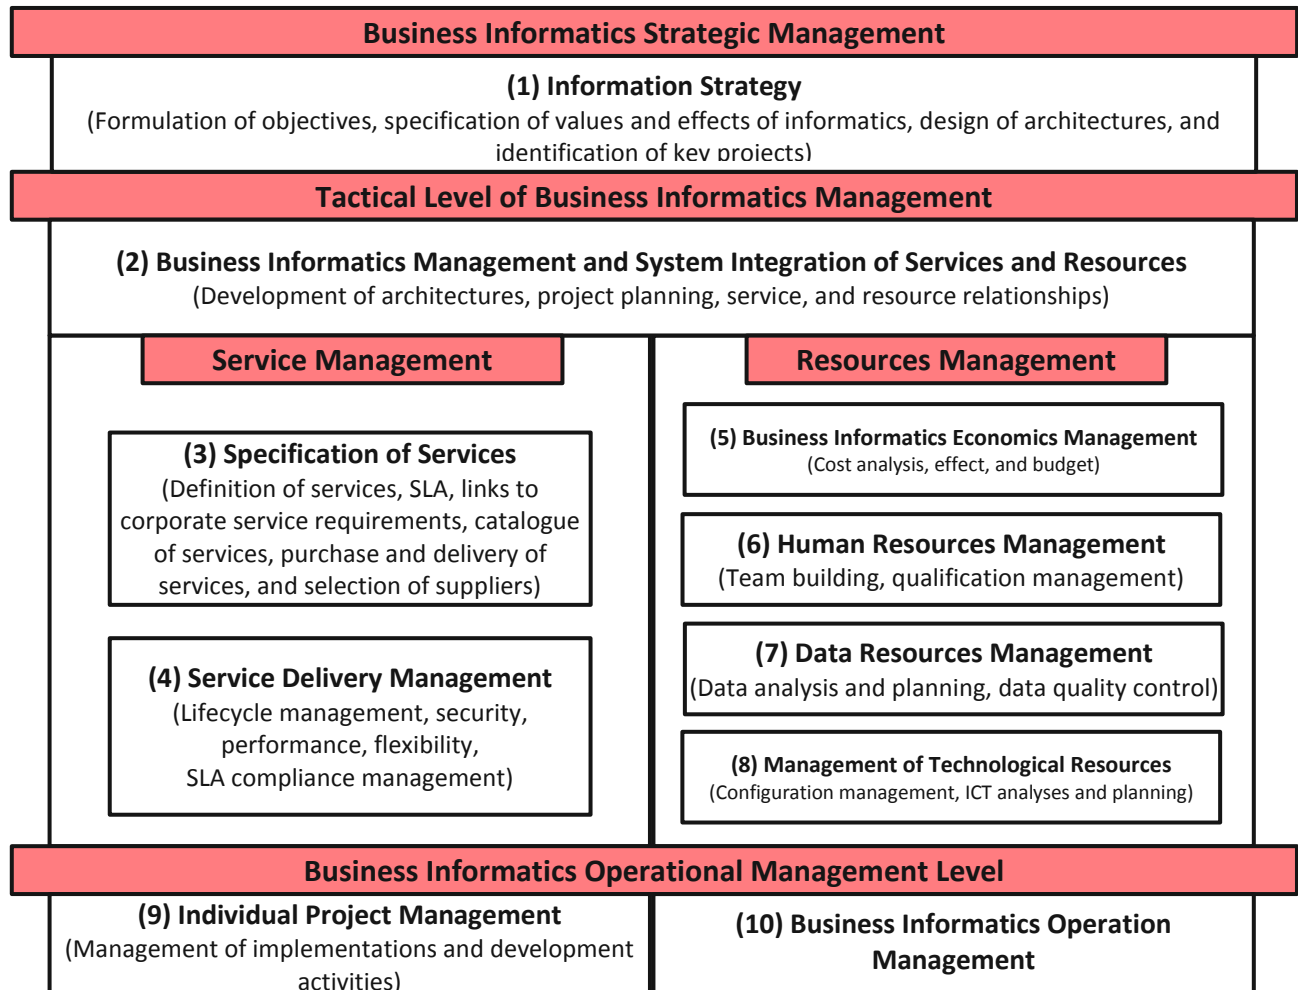 Business Informatics Strategic Management
(1) Information Strategy
(Formulation of objectives, specification of values and effects of informatics, design of architectures, and
identification of key projects)
Tactical Level of Business Informatics Management
(2) Business Informatics Management and System Integration of Services and Resources
(Development of architectures, project planning, service, and resource relationships)
Service Management
(3) Specification of Services
(Definition of services, SLA, links to
corporate service requirements, catalogue
of services, purchase and delivery of
services, and selection of suppliers)
(4) Service Delivery Management
(Lifecycle management, security,
performance, flexibility,
SLA compliance management)
Resources Management
(5) Business Informatics Economics Management
(Cost analysis, effect, and budget)
(6) Human Resources Management
(Team building, qualification management)
(7) Data Resources Management
(Data analysis and planning, data quality control)
(8) Management of Technological Resources
(Configuration management, ICT analyses and planning)
Business Informatics Operational Management Level
(9) Individual Project Management
(Management of implementations and development
activities)
(10) Business Informatics Operation
Management